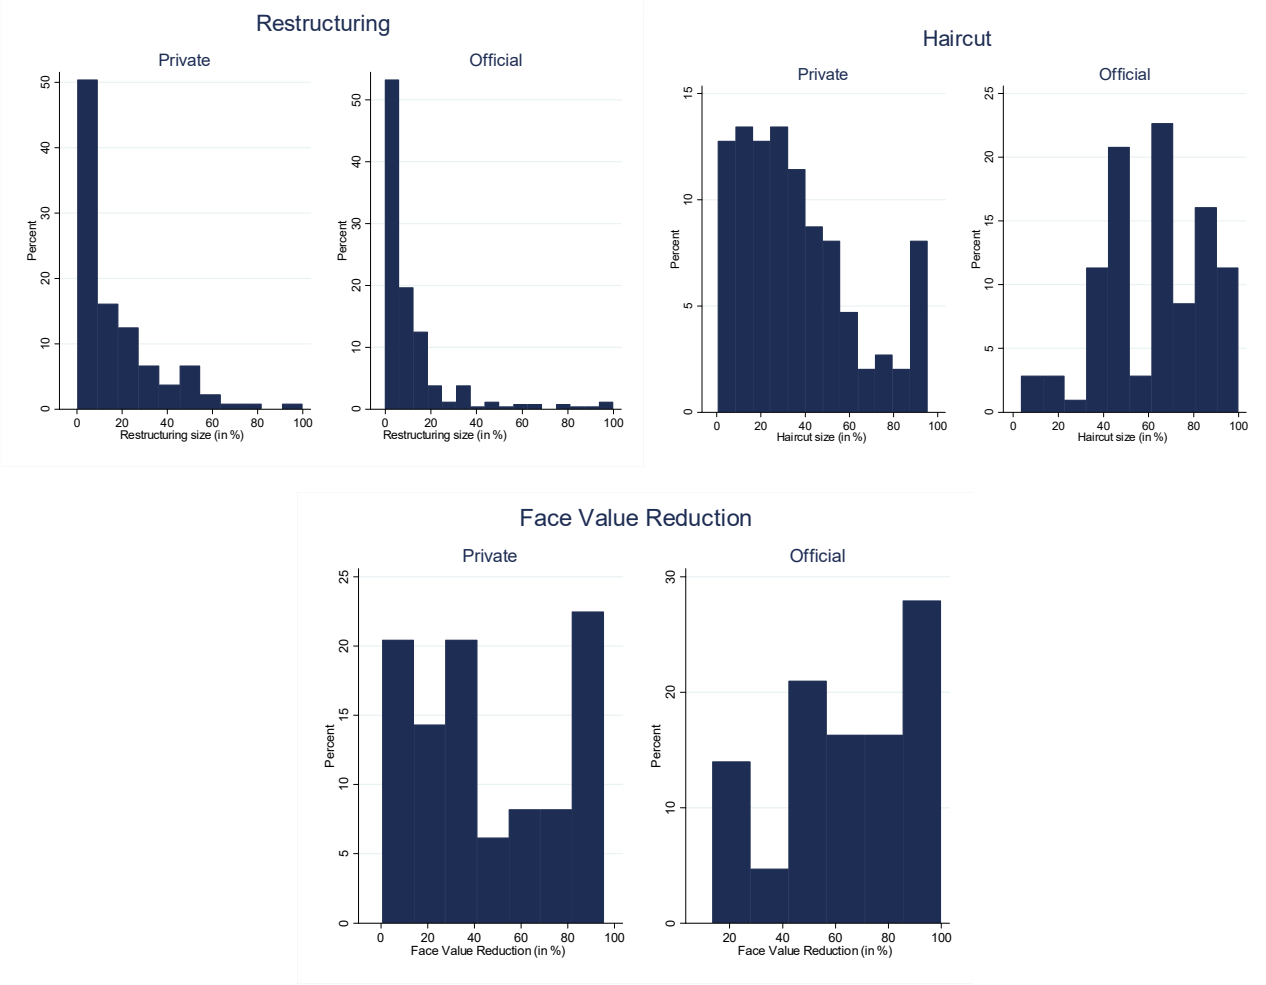 Restructuring
Private
Official
Percent
50
40
30
20
10
0
0 20 40 60 80 100
Restructuring size (in %)
Percent
50
40
30
20
10
0
0 20 40 60 80 100
Restructuring size (in %)
Haircut
Private
Official
Percent
15
10
5
0
0 20 40 60 80 100
Haircut size (in %)
Percent
25
20
15
10
5
0
0 20 40 60 80 100
Haircut size (in %)
Face Value Reduction
Private
Official
Percent
25
20
15
10
5
0
0 20 40 60 80 100
Face Value Reduction (in %)
Percent
30
20
10
0
20 40 60 80 100
Face Value Reduction (in %)